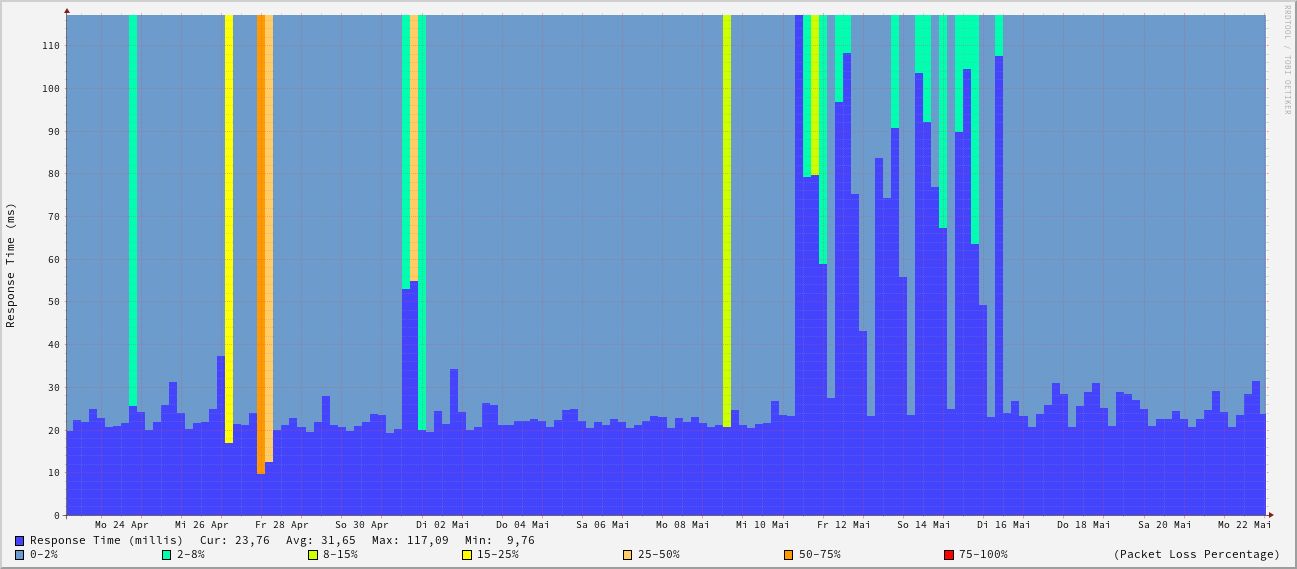 RRDTOOL / TOBI OETIKER
Response Time (ms)
110
100
90
80
70
60
50
40
30
20
10
0
Mo 24 Apr Mi 26 Apr Fr 28 Apr So 30 Apr Di 02 Mai Do 04 Mai Sa 06 Mai Mo 08 Mai Mi 10 Mai Fr 12 Mai So 14 Mai Di 16 Mai Do 18 Mai Sa 20 Mai Mo 22 Mai
Response Time (millis) Cur: 23,76 Avg: 31,65 Max: 117,09 Min: 9,76
0-2% 2-8% 8-15% 15-25% 25-50% 50-75% 75-100% (Packet Loss Percentage)